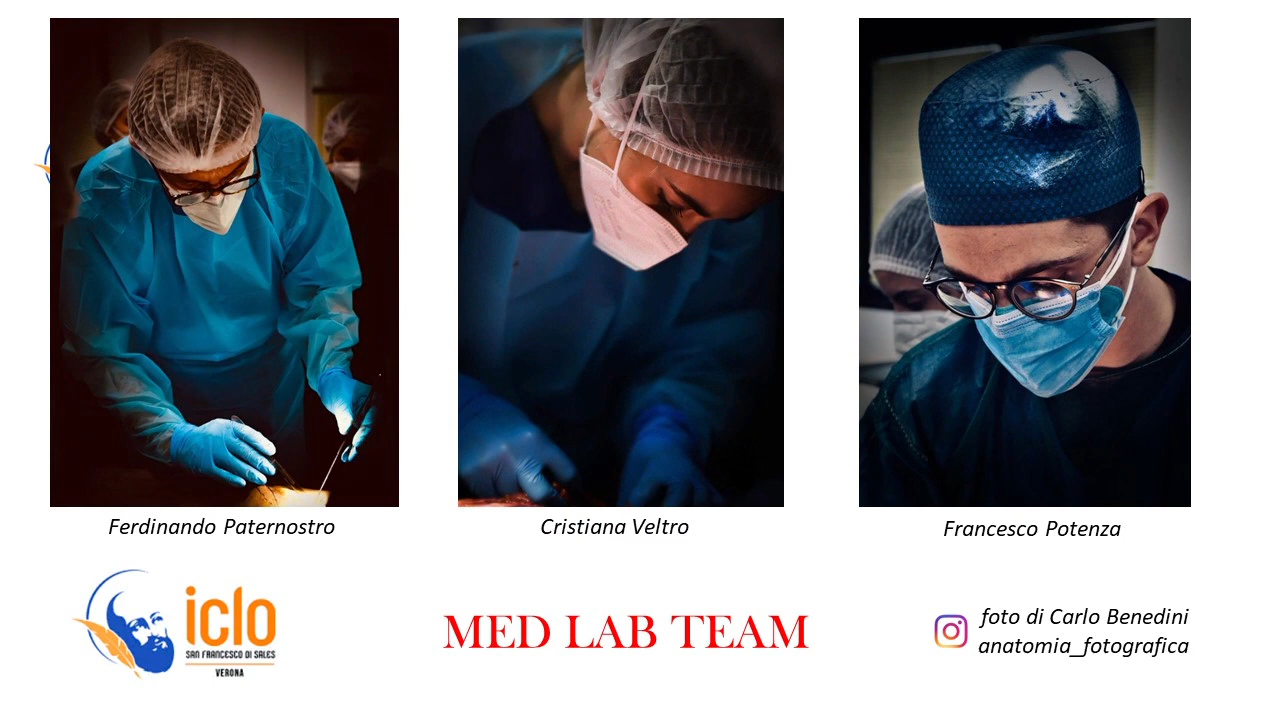 Ferdinando Paternostro
Cristiana Veltro
Francesco Potenza
iclo
SAN FRANCESCO DI SALES
VERONA
MED LAB TEAM
foto di Carlo Benedini
anatomia_fotografica